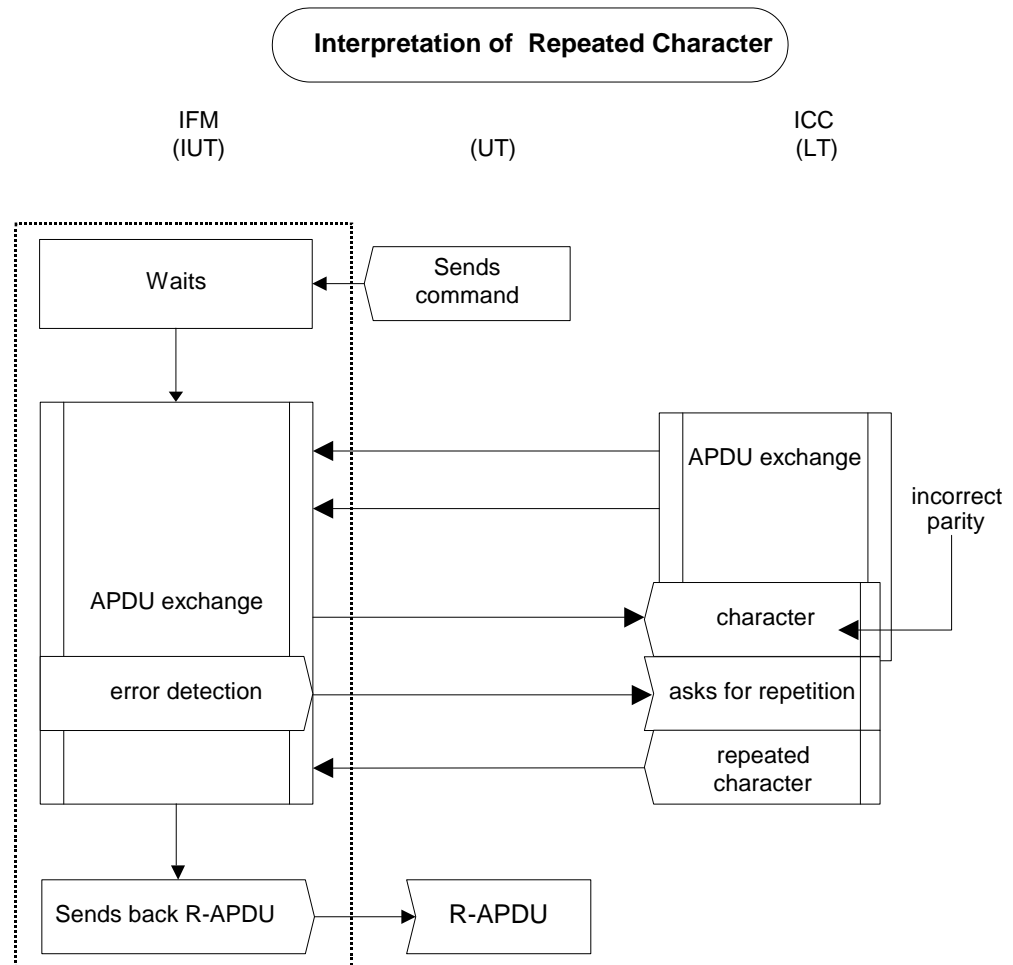 Interpretation of Repeated Character
IFM
(IUT)
(UT)
ICC
(LT)
Waits
Sends
command
APDU exchange
incorrect
parity
APDU exchange
character
error detection
asks for repetition
repeated
character
Sends back R-APDU
R-APDU